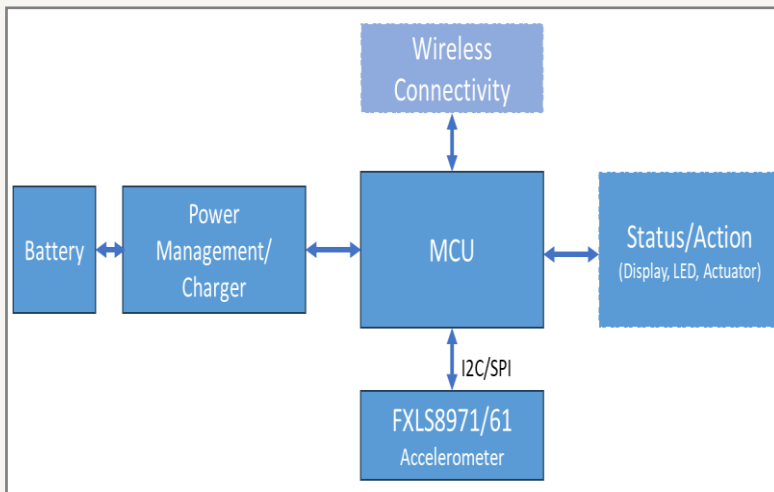 Wireless
Connectivity
Battery
Power
Management/
Charger
MCU
Status/Action
(Display, LED, Actuator)
I2C/SPI
FXLS8971/61
Accelerometer